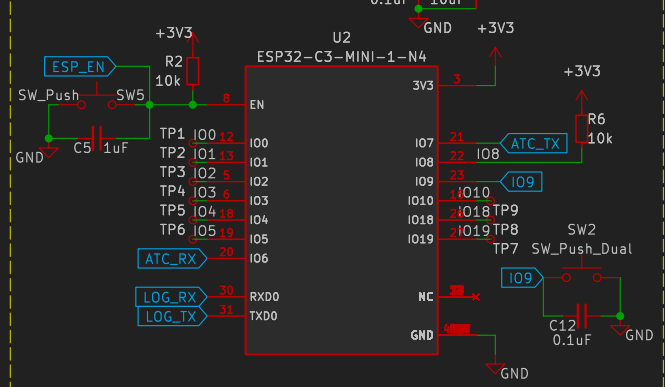 0.1uF
10uF
GND
+3V3
+3V3
U2
ESP32-C3-MINI-1-N4
ESP_EN
R2
10k
3V3
3
+3V3
SW_Push
SW5
8
EN
R6
10k
GND
C5
1uF
TP1
IO0
12
IO0
IO7
21
ATC_TX
TP2
IO1
13
IO1
IO8
22
IO8
TP3
IO2
5
IO2
IO9
23
IO9
TP4
IO3
6
IO3
IO10
IO10
TP5
IO4
18
IO4
IO18
IO18
TP9
TP6
IO5
19
IO5
IO19
IO19
TP8
TP7
ATC_RX
20
IO6
SW2
SW_Push_Dual
IO9
LOG_RX
30
RXD0
NC
LOG_TX
31
TXD0
GND
C12
0.1uF
GND
GND